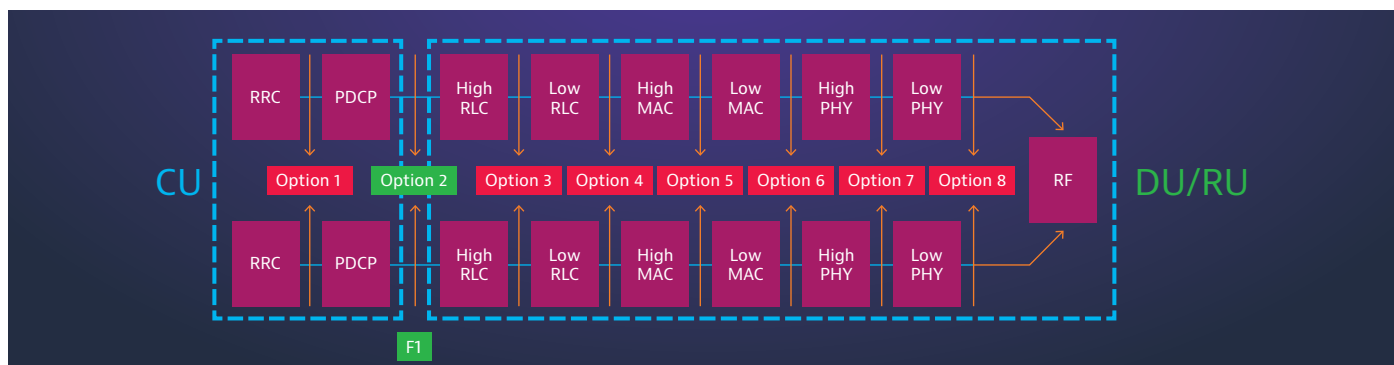 RRC
PDCP
High
RLC
Low
RLC
High
MAC
Low
MAC
High
PHY
Low
PHY
CU
Option 1
Option 2
Option 3
Option 4
Option 5
Option 6
Option 7
Option 8
RF
DU/RU
RRC
PDCP
High
RLC
Low
RLC
High
MAC
Low
MAC
High
PHY
Low
PHY
F1